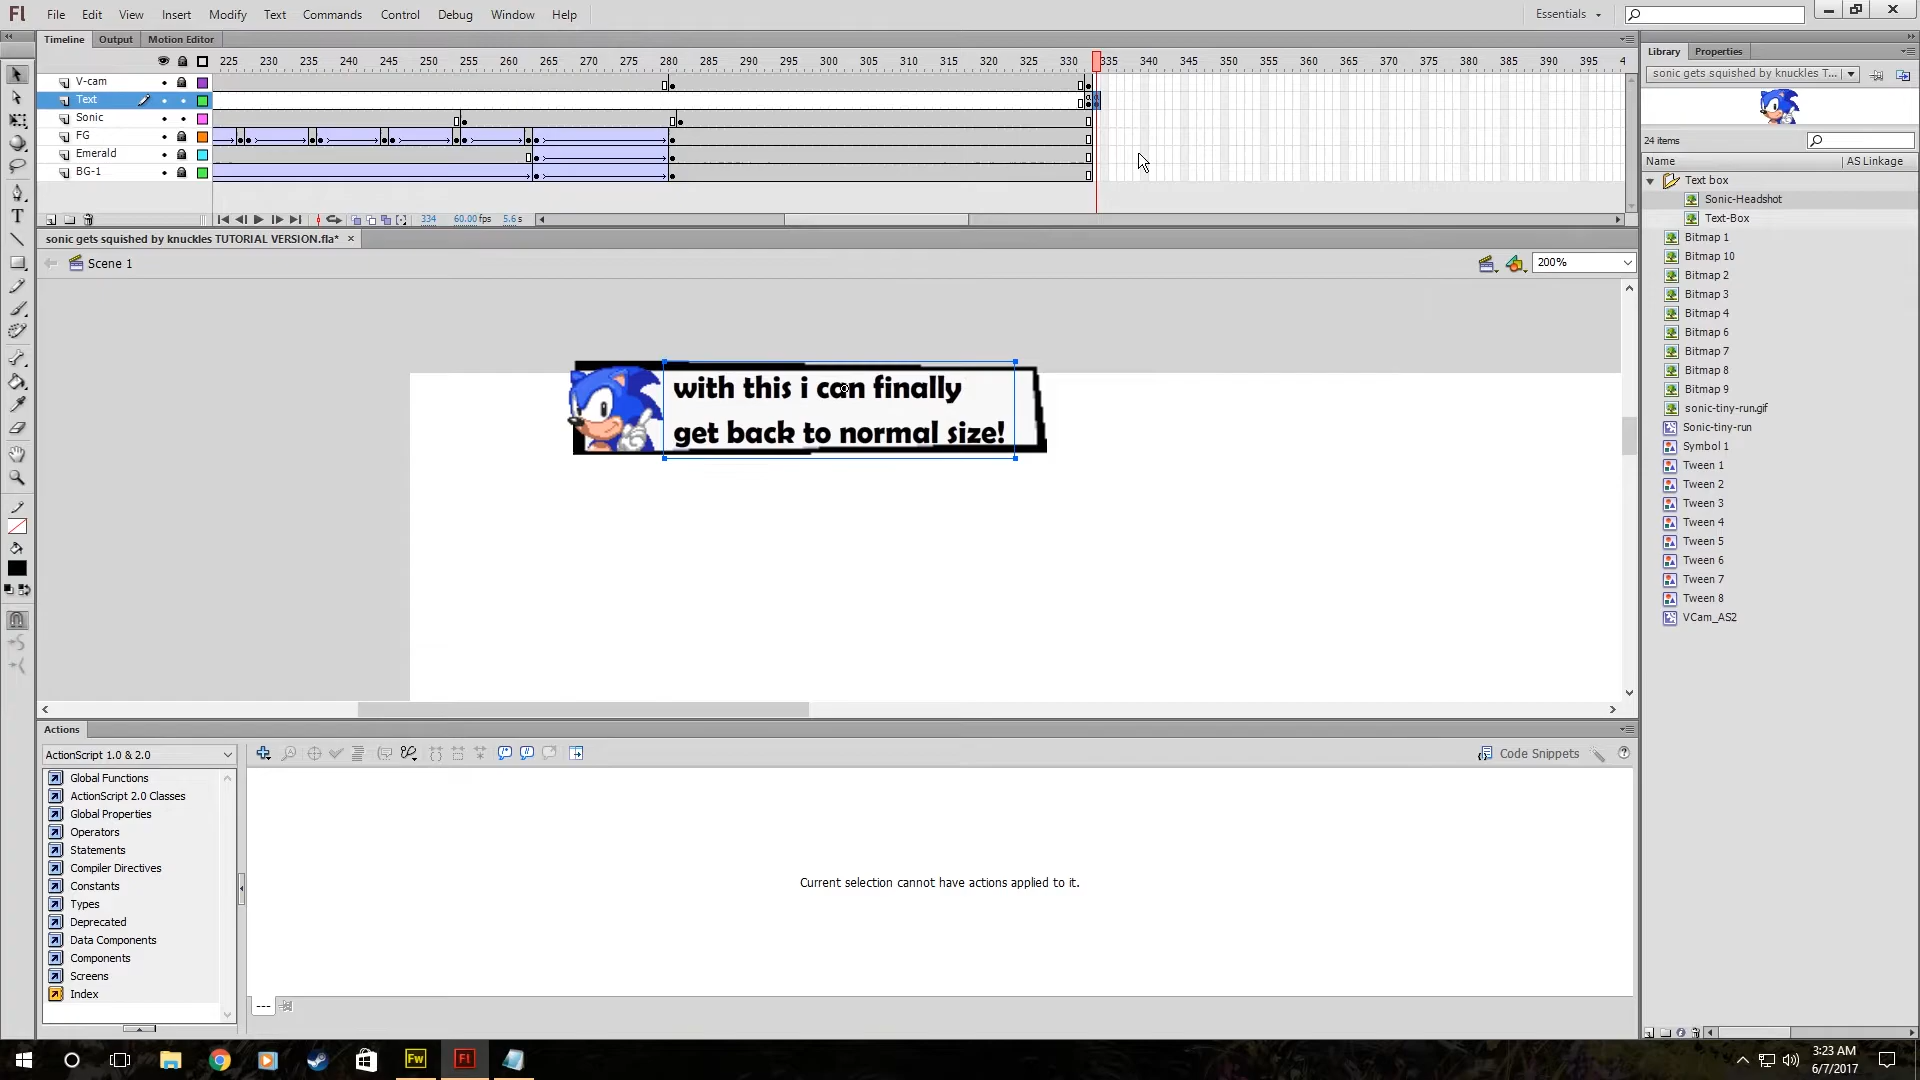 Fl File Edit View Insert Modify Text Commands Control Debug Window Help Essentials
Timeline Output Motion Editor
225 230 235 240 245 250 255 260 265 270 275 280 285 290 295 300 305 310 315 320 325 330 335 340 345 350 355 360 365 370 375 380 385 390 395 4
V-cam
Text
Sonic
FG
Emerald
BG-1
334 60.00 fps 5.6 s
sonic gets squished by knuckles TUTORIAL VERSION.fla* ×
Scene 1
200%
with this i can finally
get back to normal size!
Actions
ActionScript 1.0 & 2.0
Global Functions
ActionScript 2.0 Classes
Global Properties
Operators
Statements
Compiler Directives
Constants
Types
Deprecated
Data Components
Components
Screens
Index
Code Snippets
Current selection cannot have actions applied to it.
---
Library Properties
sonic gets squished by knuckles T...
24 items
Name AS Linkage
Text box
Sonic-Headshot
Text-Box
Bitmap 1
Bitmap 10
Bitmap 2
Bitmap 3
Bitmap 4
Bitmap 6
Bitmap 7
Bitmap 8
Bitmap 9
sonic-tiny-run.gif
Sonic-tiny-run
Symbol 1
Tween 1
Tween 2
Tween 3
Tween 4
Tween 5
Tween 6
Tween 7
Tween 8
VCam_AS2
Fw Fl
3:23 AM
6/7/2017